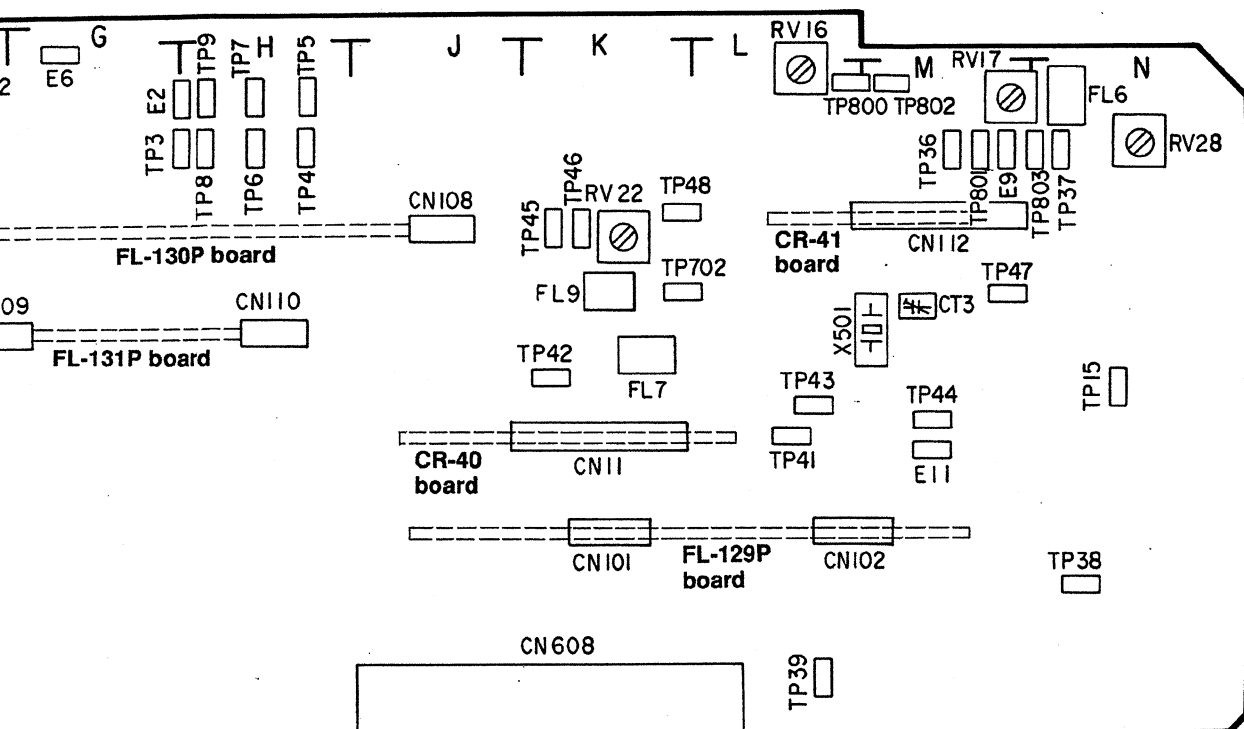 G
H
J
K
L
M
N
2
E6
E2
TP9
TP7
TP5
TP3
TP8
TP6
TP4
RV16
TP800
TP802
RV17
FL6
RV28
TP36
TP801
E9
TP803
TP37
CN108
FL-130P board
TP45
TP46
RV22
TP48
CR-41
board
CN112
FL9
TP702
TP47
09
CN110
FL-131P board
X501
CT3
TP42
FL7
TP43
TP44
TP15
CR-40
board
CN11
TP41
E11
CN101
FL-129P
board
CN102
TP38
CN608
TP39